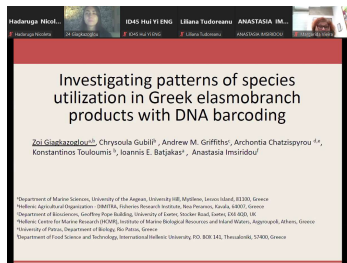 Hadaruga Nicol... ID45 Hui Yi ENG Liliana Tudoreanu ANASTASIA IM...
Hadaruga Nicoleta 24 Giagkazoglou ID45 Hui Yi ENG Liliana Tudoreanu ANASTASIA IMSIRIDOU
Investigating patterns of species
utilization in Greek elasmobranch
products with DNA barcoding
Zoi Giagkazoglou a,b, Chrysoula Gubili b, Andrew M. Griffiths c, Archontia Chatzispyrou d,e,
Konstantinos Touloumis b, Ioannis E. Batjakas a, Anastasia Imsiridou f
a Department of Marine Sciences, University of the Aegean, University Hill, Mytilene, Lesvos Island, 81100, Greece
b Hellenic Agricultural Organisation - DIMITRA, Fisheries Research Institute, Nea Peramos, Kavala, 64007, Greece
c Department of Biosciences, Geoffrey Pope Building, University of Exeter, Stocker Road, Exeter, EX4 4QD, UK
d Hellenic Centre for Marine Research (HCMR), Institute of Marine Biological Resources and Inland Waters, Aggyroupoli, Athens, Greece
e University of Patras, Department of Biology, Rio Patras, Greece
f Department of Food Science and Technology, International Hellenic University, P.O. BOX 141, Thessaloniki, 57400, Greece